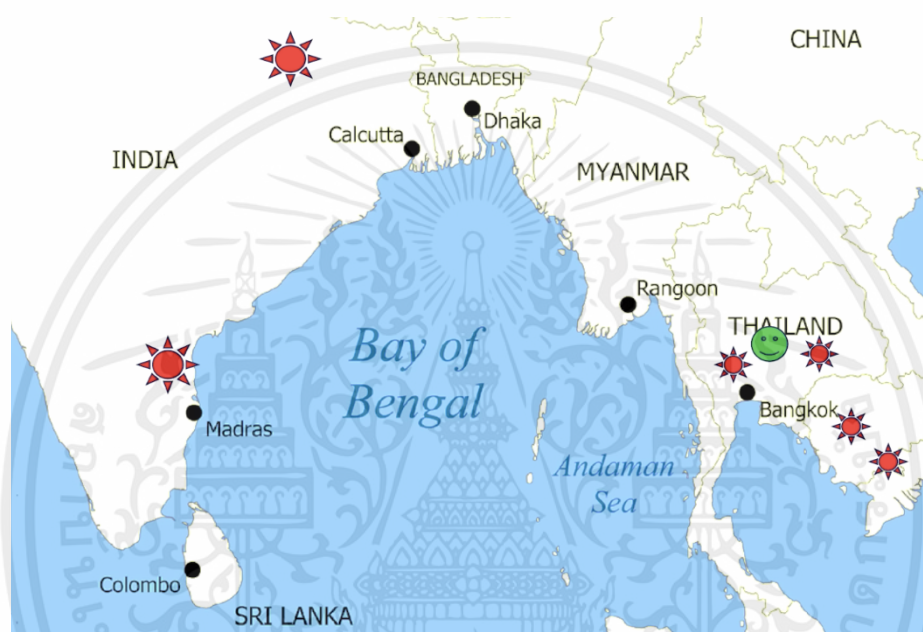 CHINA
BANGLADESH
Dhaka
Calcutta
INDIA
MYANMAR
Rangoon
THAILAND
Bay of
Bengal
Bangkok
Madras
Andaman
Sea
Colombo
SRI LANKA